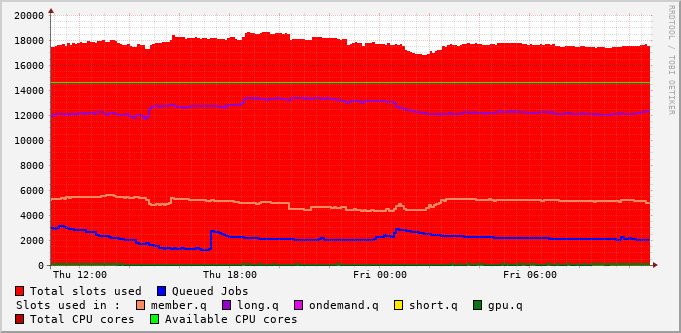 20000
18000
16000
14000
12000
10000
8000
6000
4000
2000
0
Thu 12:00 Thu 18:00 Fri 00:00 Fri 06:00
RRDTOOL / TOBI OETIKER
Total slots used Queued Jobs
Slots used in : member.q long.q ondemand.q short.q gpu.q
Total CPU cores Available CPU cores